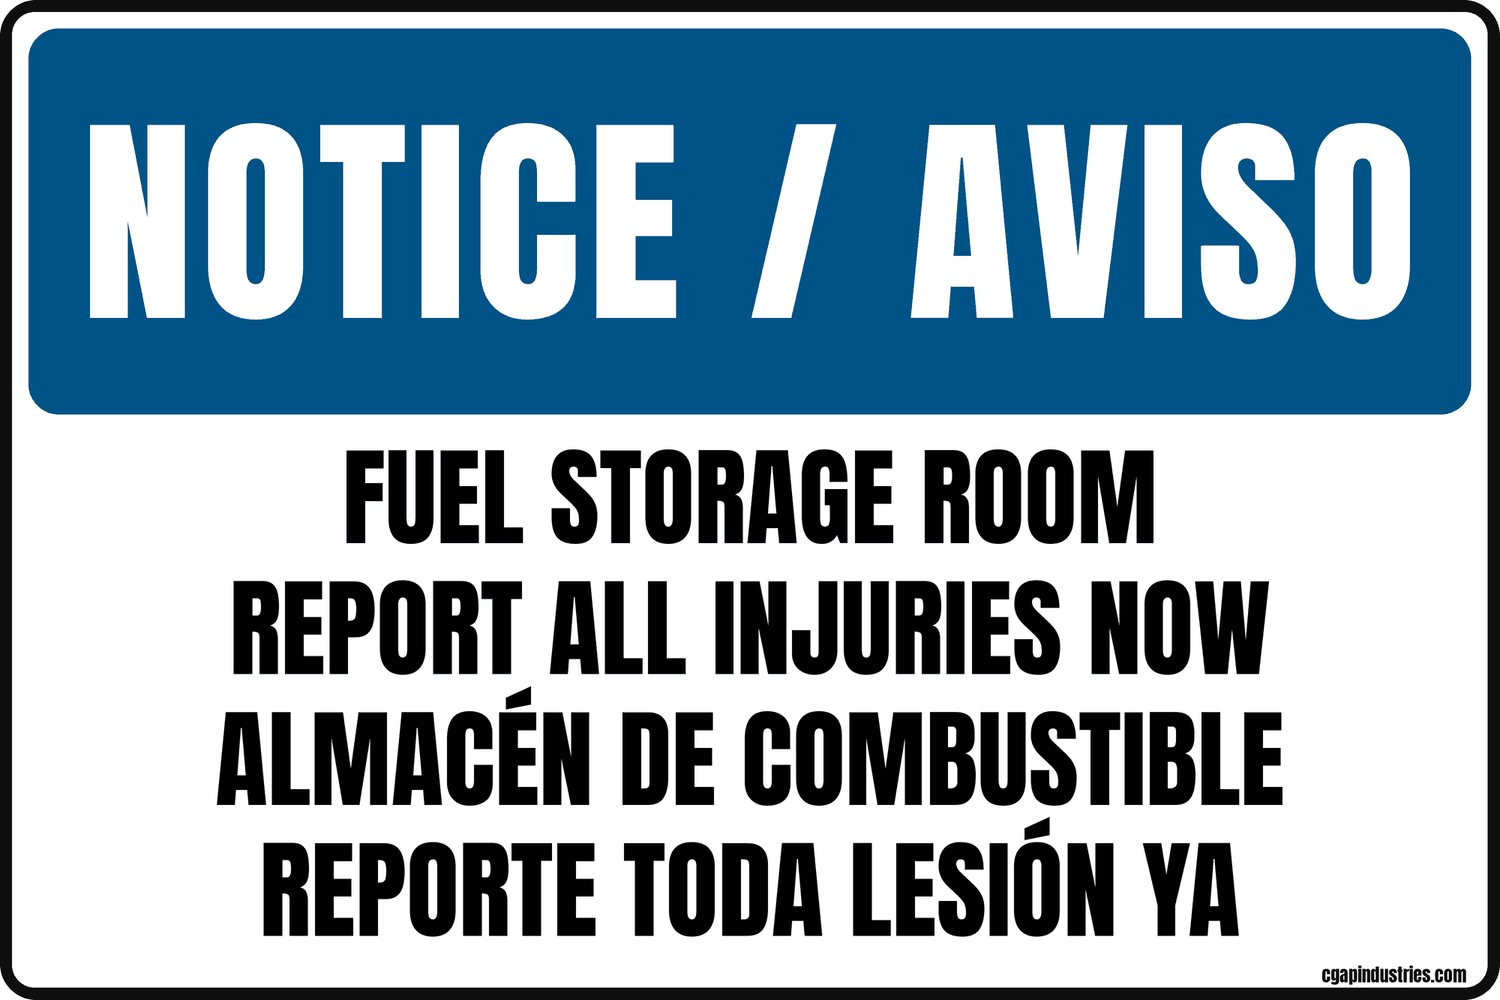 NOTICE / AVISO
FUEL STORAGE ROOM
REPORT ALL INJURIES NOW
ALMACÉN DE COMBUSTIBLE
REPORTE TODA LESIÓN YA
cgapindustries.com